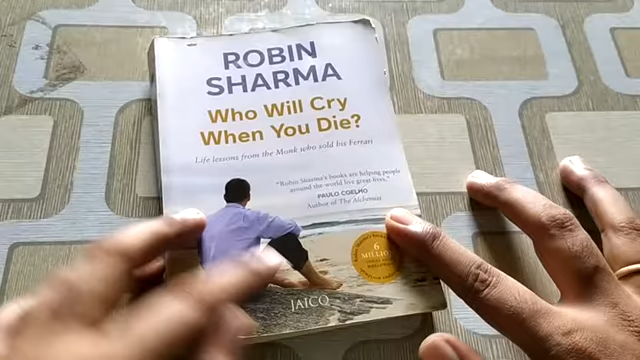 ROBIN
SHARMA
Who Will Cry
When You Die?
Life lessons from the Monk who sold his Ferrari
"Robin Sharma's books are helping people
around the world live great lives."
PAULO COELHO
Author of The Alchemist
6
MILLION
JAICO